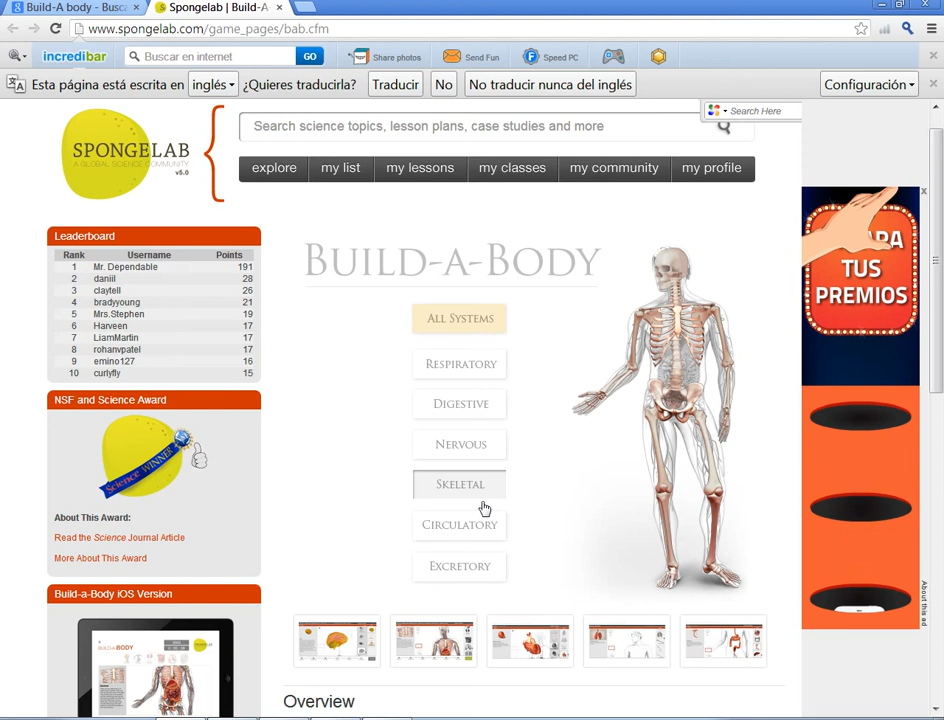 Build-A body - Busca
Spongelab | Build-A-
www.spongelab.com/game_pages/bab.cfm
incredibar
Buscar en internet
GO
Share photos
Send Fun
Speed PC
Esta página está escrita en inglés ¿Quieres traducirla? Traducir No No traducir nunca del inglés Configuración
Search Here
SPONGELAB
A GLOBAL SCIENCE COMMUNITY
v5.0
Search science topics, lesson plans, case studies and more
explore my list my lessons my classes my community my profile
Leaderboard
Rank Username Points
1 Mr. Dependable 191
2 daniil 28
3 claytell 26
4 bradyyoung 21
5 Mrs.Stephen 19
6 Harveen 17
7 LiamMartin 17
8 rohanvpatel 17
9 emino127 16
10 curlyfly 15
NSF and Science Award
Science WINNER
About This Award:
Read the Science Journal Article
More About This Award
Build-a-Body iOS Version
BUILD-A-BODY
BUILD-A-BODY
ALL SYSTEMS
RESPIRATORY
DIGESTIVE
NERVOUS
SKELETAL
CIRCULATORY
EXCRETORY
Overview
TUS
PREMIOS
About this ad